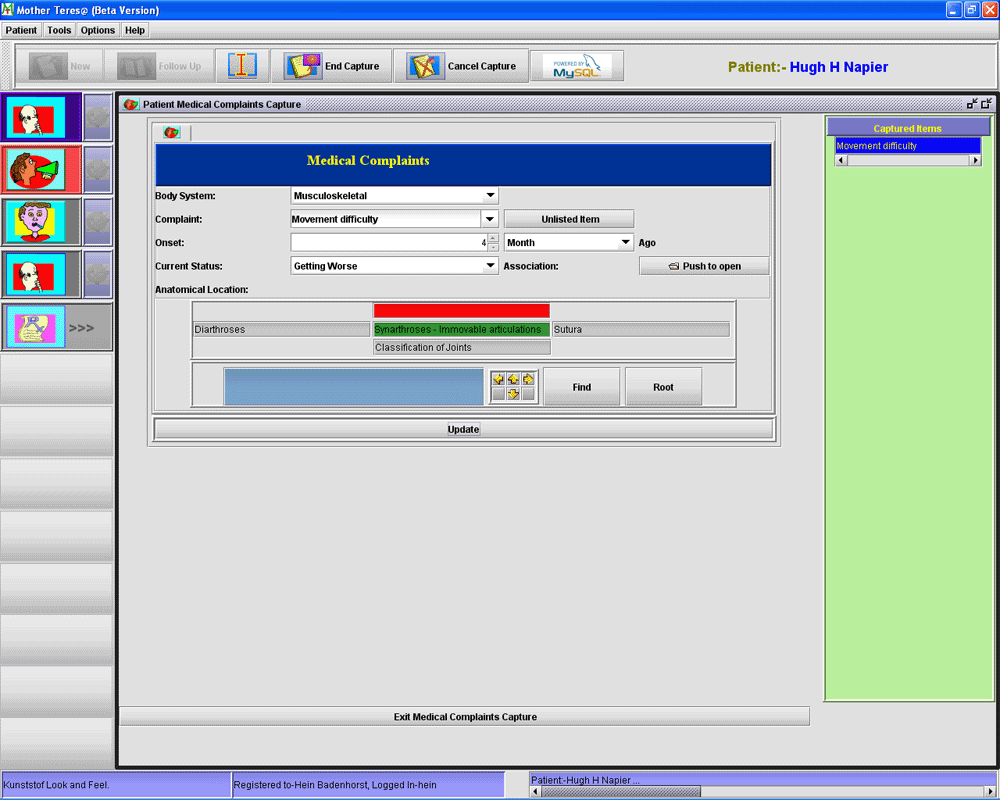 Mother Teres@ (Beta Version)
Patient Tools Options Help
New Follow Up End Capture Cancel Capture POWERED BY MySQL Patient:- Hugh H Napier
Patient Medical Complaints Capture
Captured Items
Movement difficulty
Medical Complaints
Body System: Musculoskeletal
Complaint: Movement difficulty Unlisted Item
Onset: 4 Month Ago
Current Status: Getting Worse Association: Push to open
Anatomical Location:
Diarthroses Synarthroses - Immovable articulations Sutura
Classification of Joints
Find Root
Update
>>>
Exit Medical Complaints Capture
Kunststof Look and Feel. Registered to-Hein Badenhorst, Logged In-hein Patient:-Hugh H Napier ...